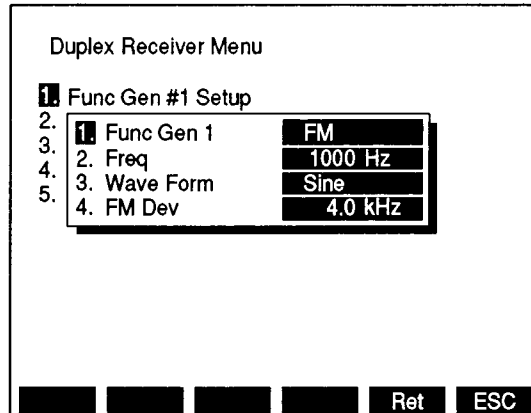 Duplex Receiver Menu
1. Func Gen #1 Setup
2.
3.
4.
5.
1. Func Gen 1 FM
2. Freq 1000 Hz
3. Wave Form Sine
4. FM Dev 4.0 kHz
Ret ESC